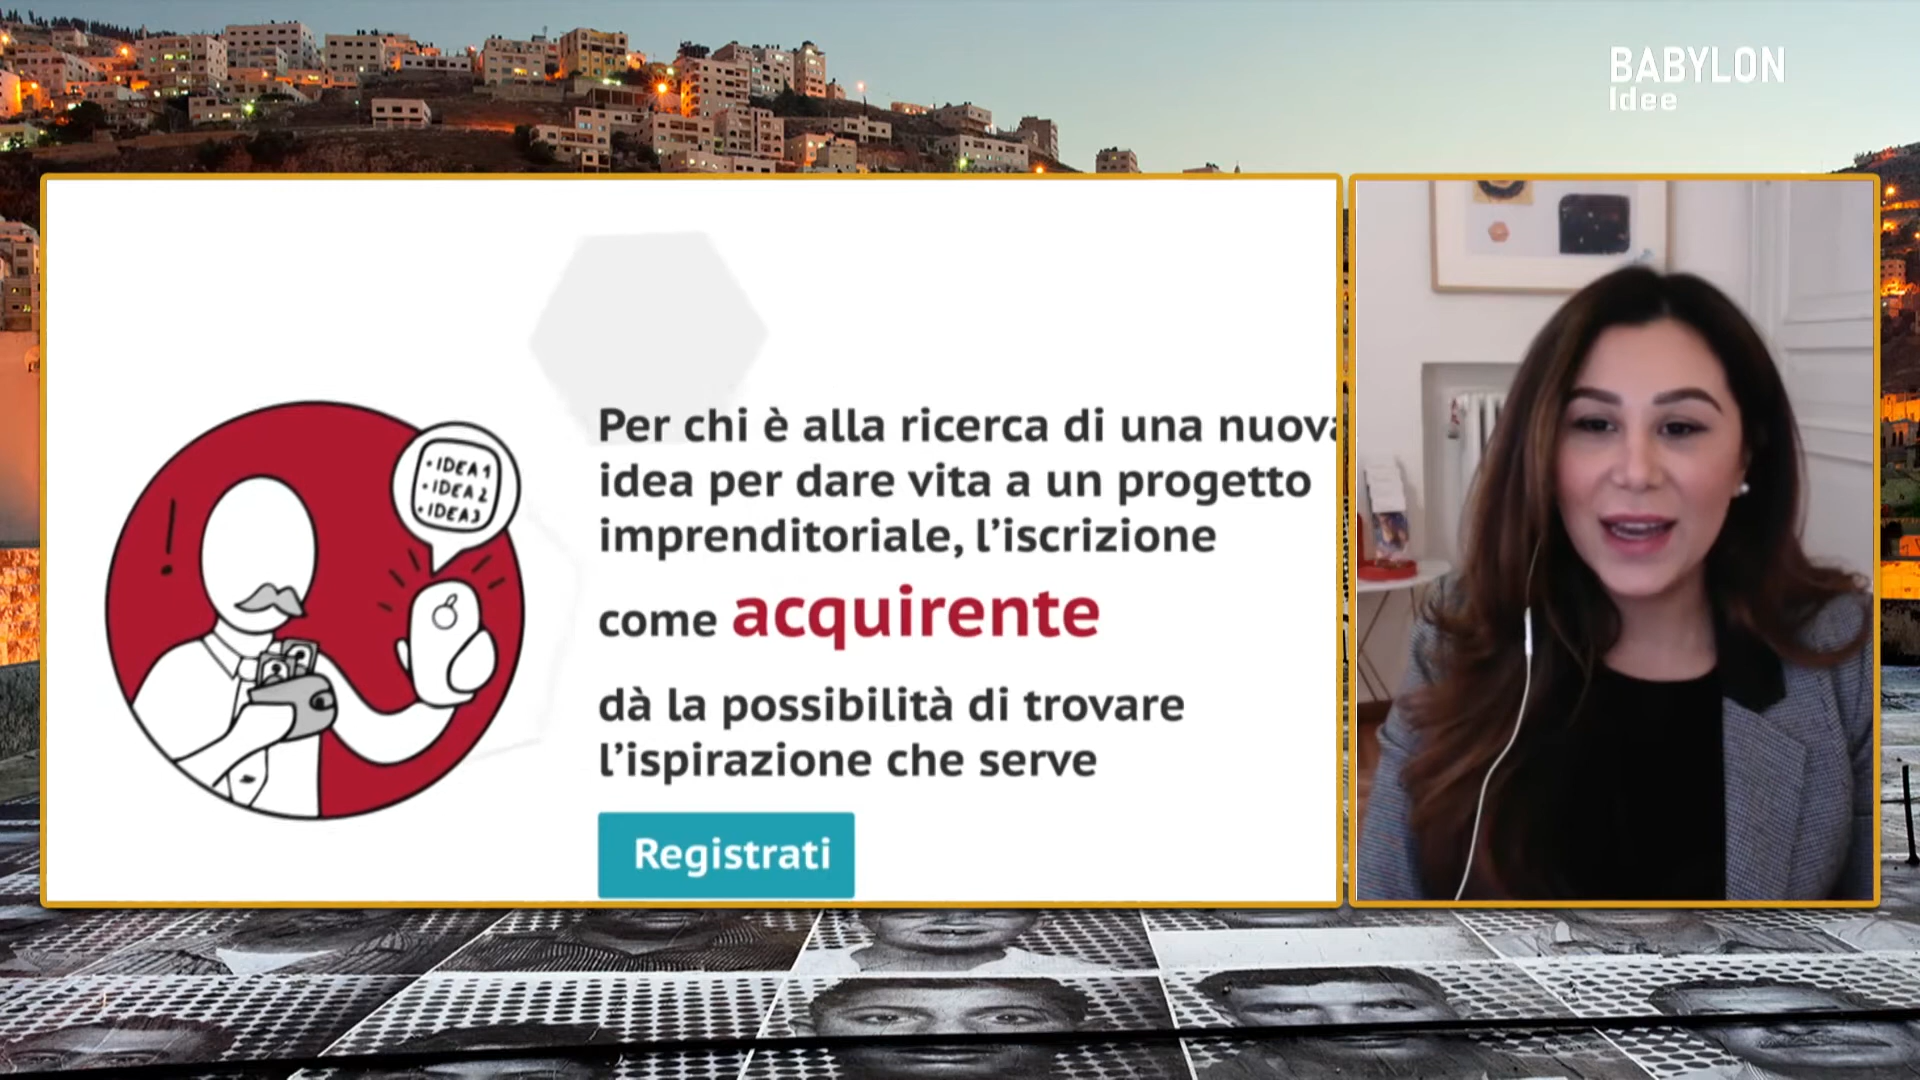 BABYLON
Idee
• IDEA 1
• IDEA 2
• IDEA 3
Per chi è alla ricerca di una nuova
idea per dare vita a un progetto
imprenditoriale, l’iscrizione
come acquirente
dà la possibilità di trovare
l’ispirazione che serve
Registrati